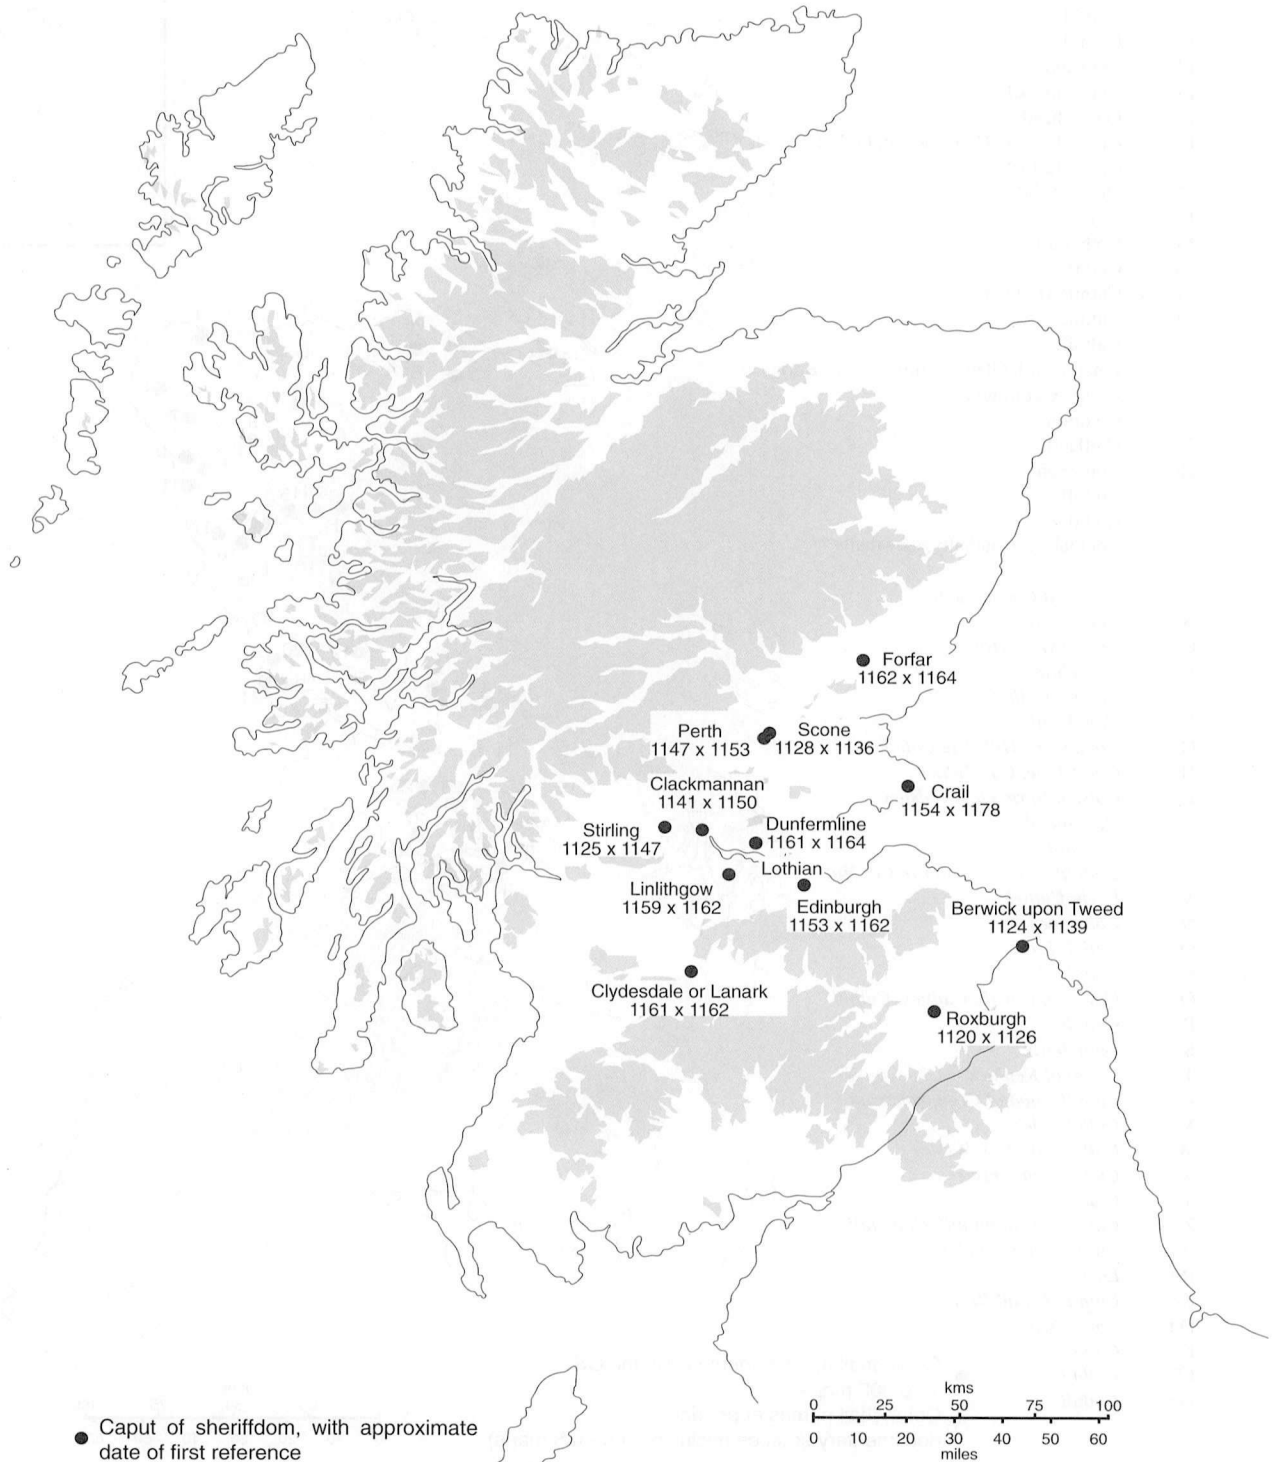 Forfar
1162 x 1164
Perth
1147 x 1153
Scone
1128 x 1136
Clackmannan
1141 x 1150
Crail
1154 x 1178
Stirling
1125 x 1147
Dunfermline
1161 x 1164
Lothian
Linlithgow
1159 x 1162
Edinburgh
1153 x 1162
Berwick upon Tweed
1124 x 1139
Clydesdale or Lanark
1161 x 1162
Roxburgh
1120 x 1126
kms
0 25 50 75 100
0 10 20 30 40 50 60
miles
Caput of sheriffdom, with approximate
date of first reference